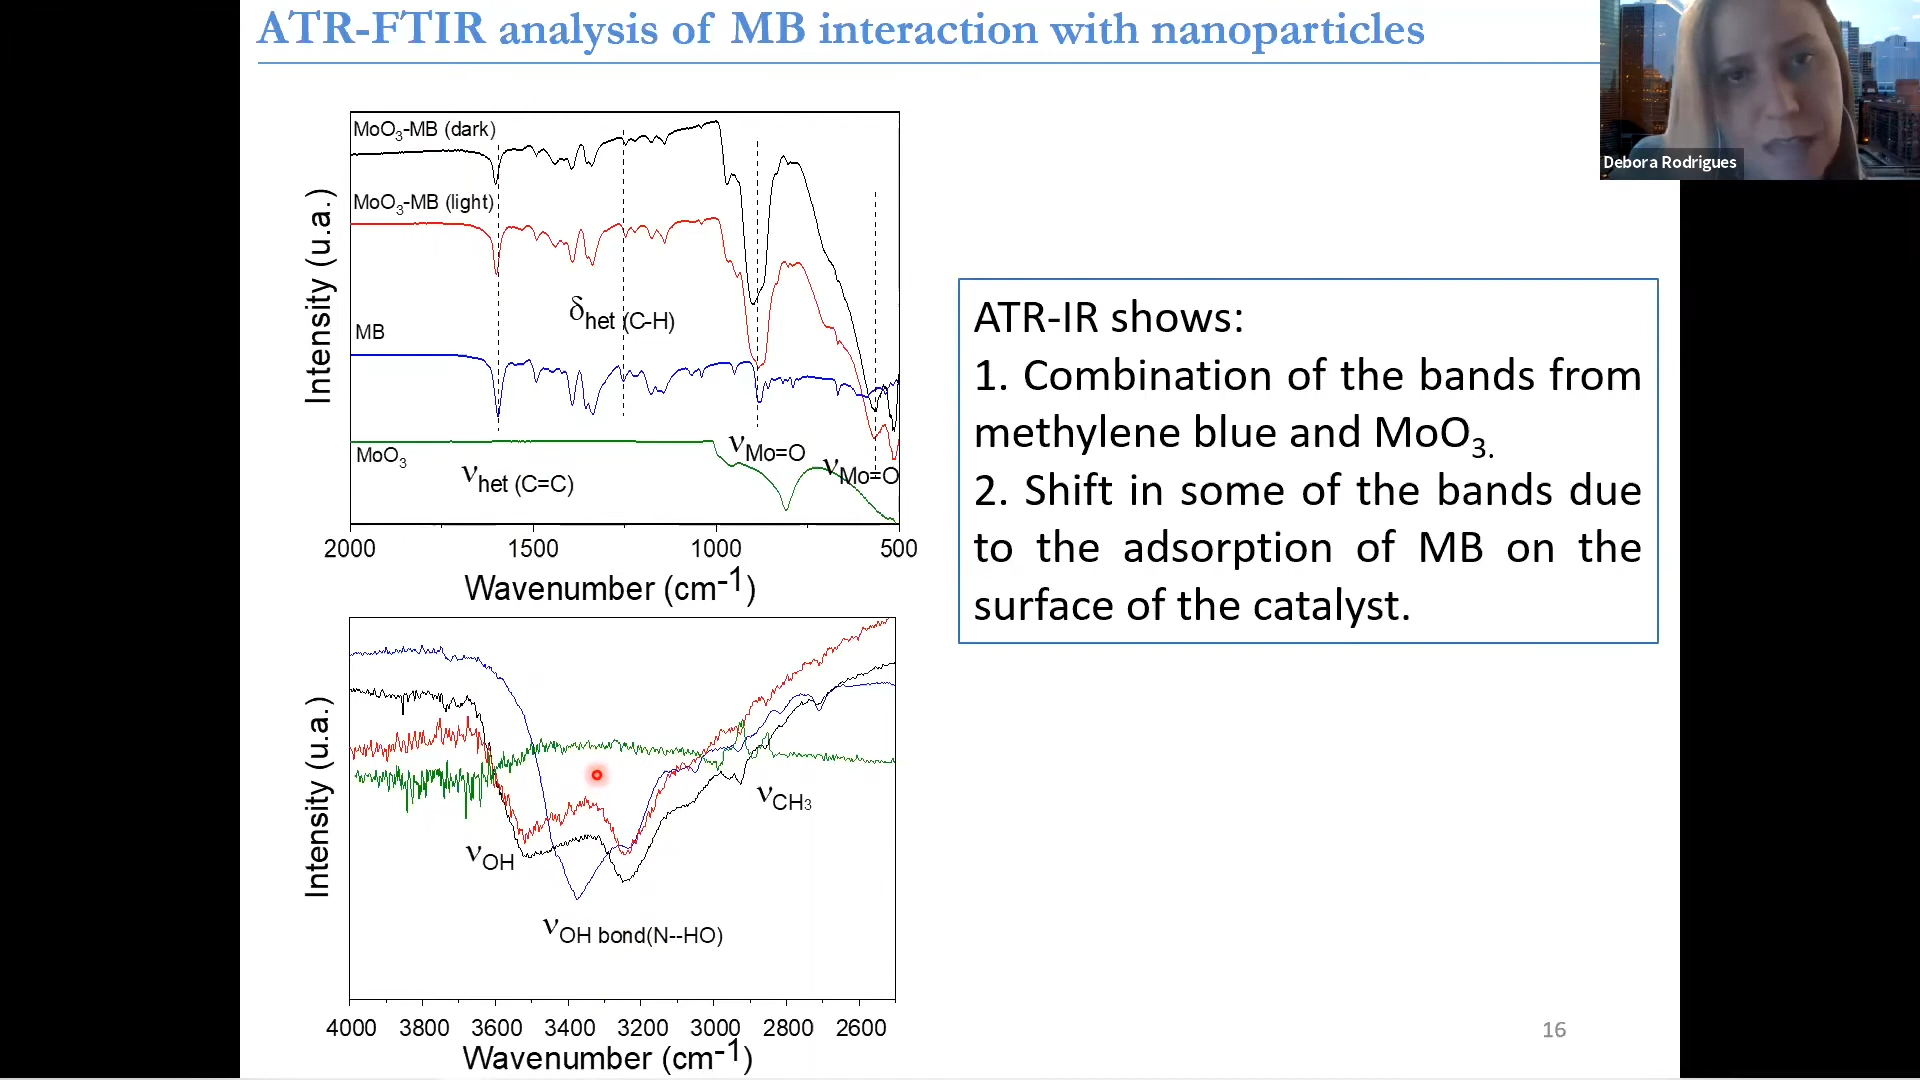 ATR-FTIR analysis of MB interaction with nanoparticles
Debora Rodrigues
MoO3-MB (dark)
MoO3-MB (light)
δhet (C-H)
MB
MoO3
νhet (C=C)
νMo=O
νMo=O
Intensity (u.a.)
2000 1500 1000 500
Wavenumber (cm-1)
ATR-IR shows:
1. Combination of the bands from
methylene blue and MoO3.
2. Shift in some of the bands due
to the adsorption of MB on the
surface of the catalyst.
Intensity (u.a.)
νCH3
νOH
νOH bond(N--HO)
4000 3800 3600 3400 3200 3000 2800 2600
Wavenumber (cm-1)
16